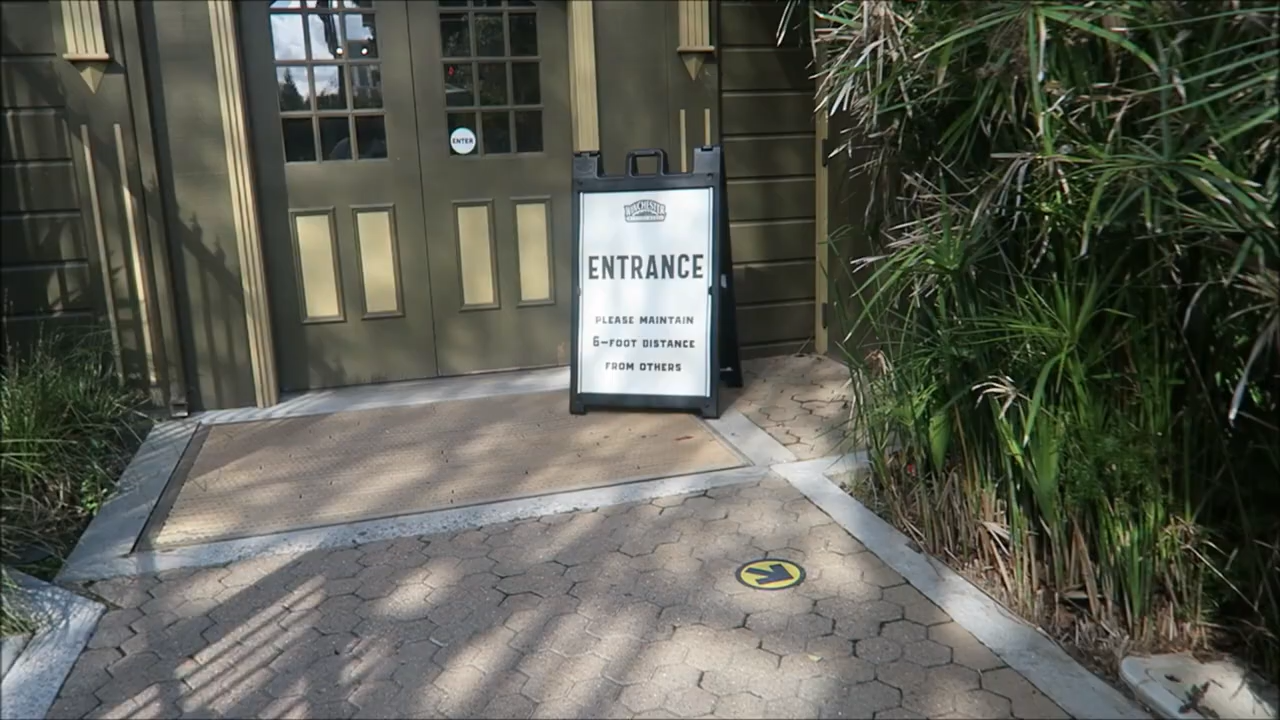 ENTER
WINCHESTER
ENTRANCE
PLEASE MAINTAIN
6-FOOT DISTANCE
FROM OTHERS